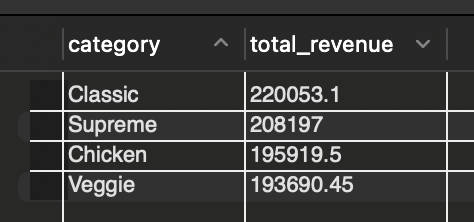 category total_revenue
Classic 220053.1
Supreme 208197
Chicken 195919.5
Veggie 193690.45